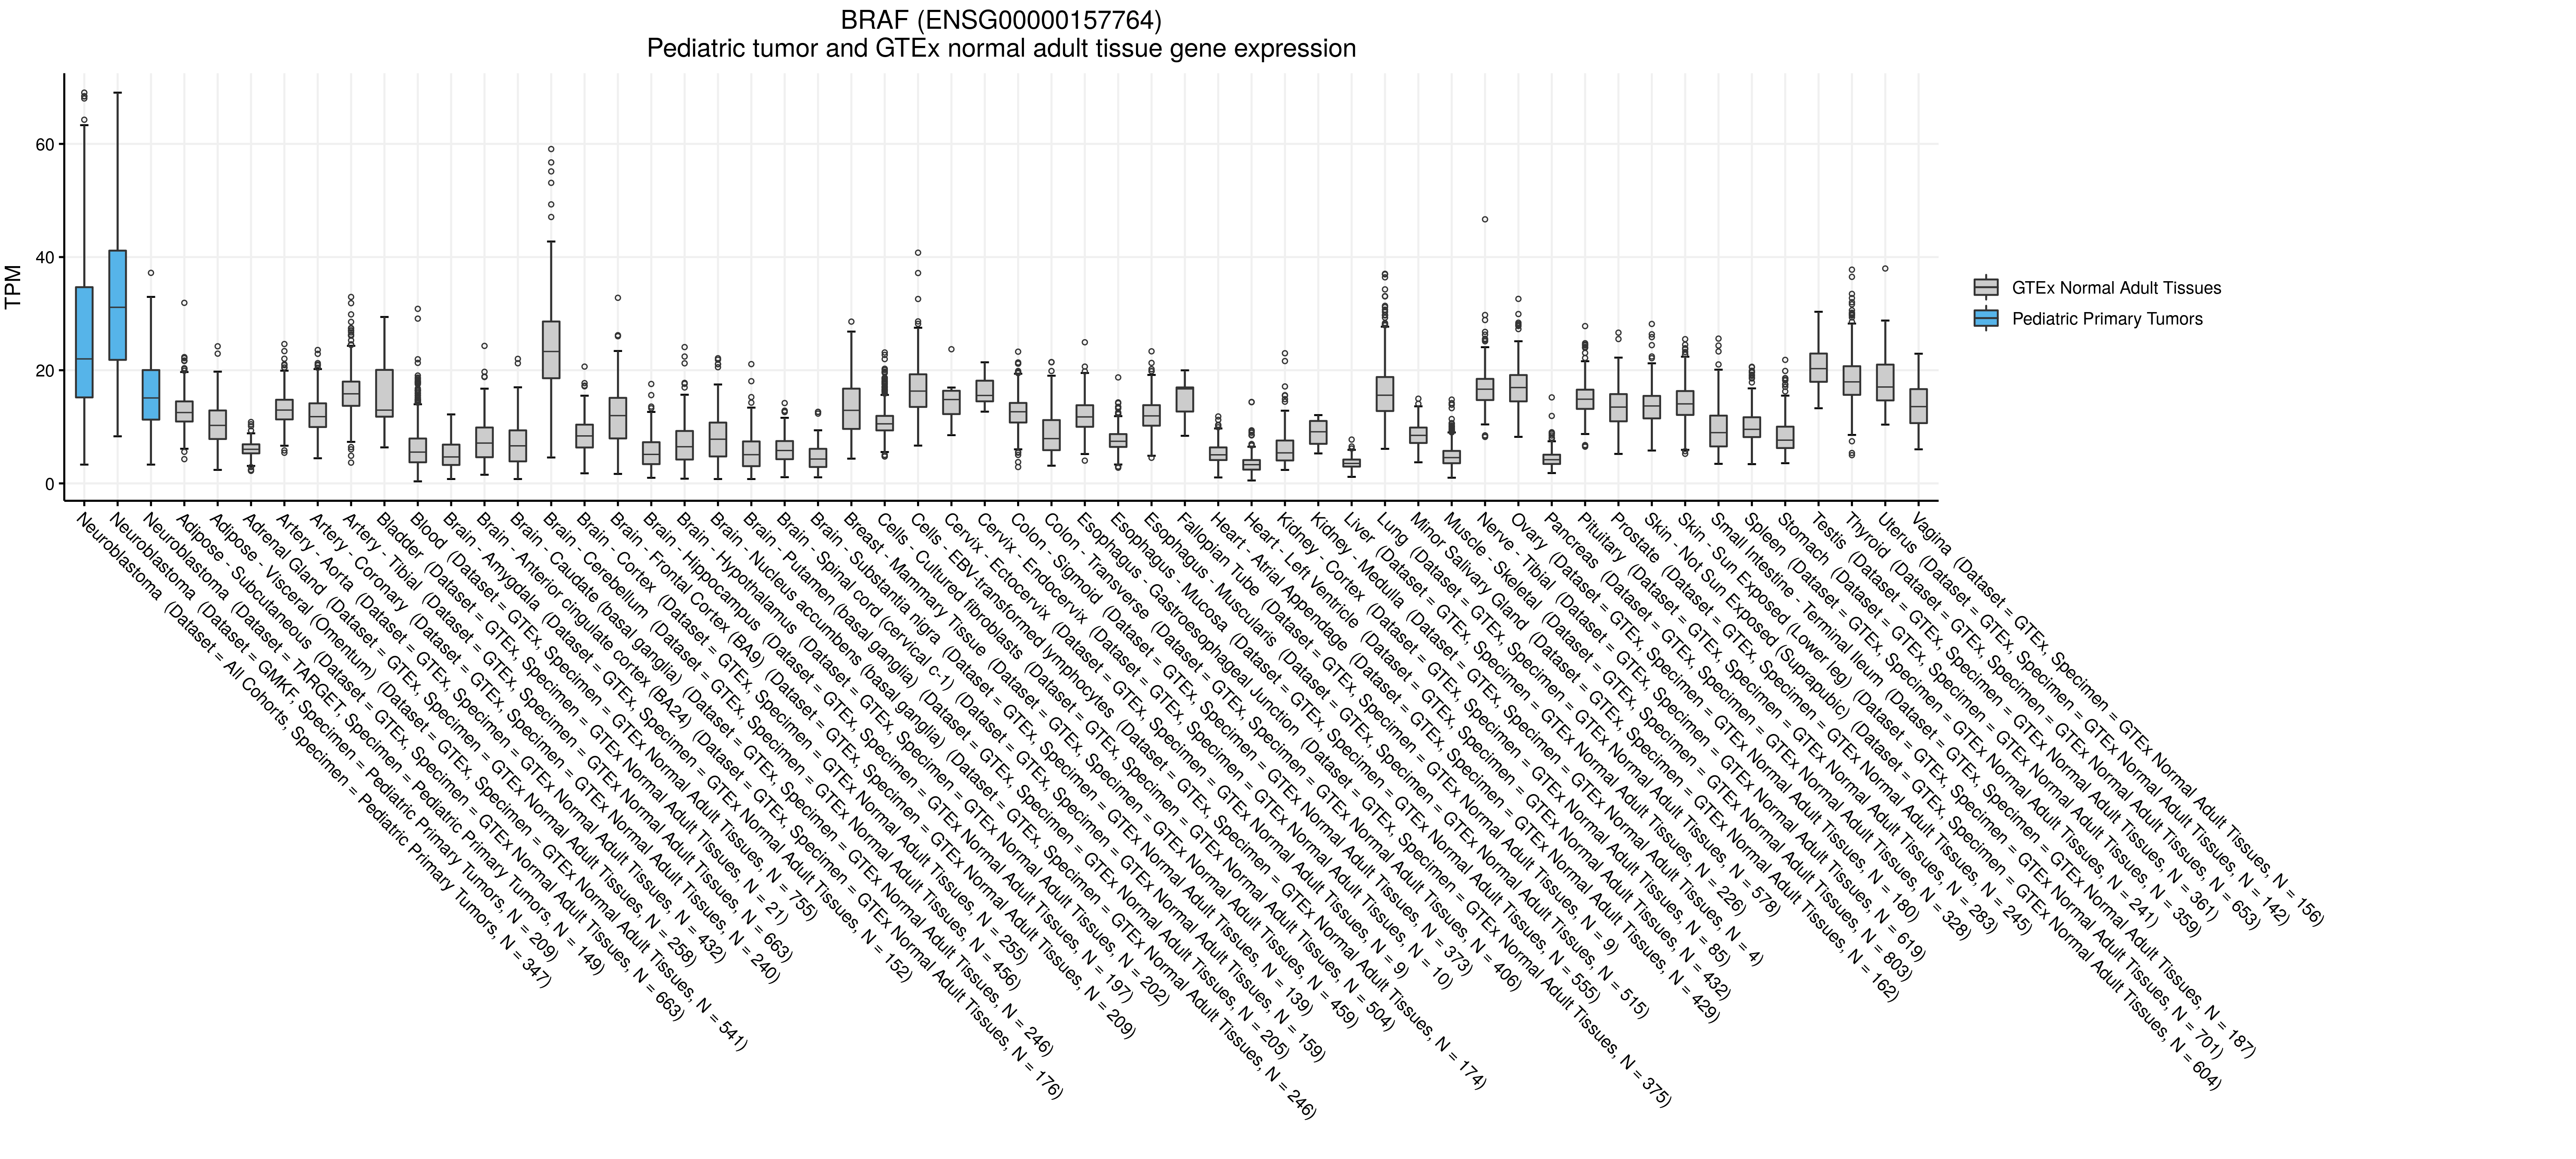 BRAF (ENSG00000157764)
Pediatric tumor and GTEx normal adult tissue gene expression
TPM
60
40
20
0
GTEx Normal Adult Tissues
Pediatric Primary Tumors
Neuroblastoma (Dataset = All Cohorts, Specimen = Pediatric Primary Tumors, N = 347)
Neuroblastoma (Dataset = GMKF, Specimen = Pediatric Primary Tumors, N = 209)
Neuroblastoma (Dataset = TARGET, Specimen = Pediatric Primary Tumors, N = 149)
Adipose - Subcutaneous (Dataset = GTEx, Specimen = GTEx Normal Adult Tissues, N = 663)
Adipose - Visceral (Omentum) (Dataset = GTEx, Specimen = GTEx Normal Adult Tissues, N = 541)
Adrenal Gland (Dataset = GTEx, Specimen = GTEx Normal Adult Tissues, N = 258)
Artery - Aorta (Dataset = GTEx, Specimen = GTEx Normal Adult Tissues, N = 432)
Artery - Coronary (Dataset = GTEx, Specimen = GTEx Normal Adult Tissues, N = 240)
Artery - Tibial (Dataset = GTEx, Specimen = GTEx Normal Adult Tissues, N = 663)
Bladder (Dataset = GTEx, Specimen = GTEx Normal Adult Tissues, N = 21)
Blood (Dataset = GTEx, Specimen = GTEx Normal Adult Tissues, N = 755)
Brain - Amygdala (Dataset = GTEx, Specimen = GTEx Normal Adult Tissues, N = 152)
Brain - Anterior cingulate cortex (BA24) (Dataset = GTEx, Specimen = GTEx Normal Adult Tissues, N = 176)
Brain - Caudate (basal ganglia) (Dataset = GTEx, Specimen = GTEx Normal Adult Tissues, N = 246)
Brain - Cerebellum (Dataset = GTEx, Specimen = GTEx Normal Adult Tissues, N = 456)
Brain - Cortex (Dataset = GTEx, Specimen = GTEx Normal Adult Tissues, N = 255)
Brain - Frontal Cortex (BA9) (Dataset = GTEx, Specimen = GTEx Normal Adult Tissues, N = 209)
Brain - Hippocampus (Dataset = GTEx, Specimen = GTEx Normal Adult Tissues, N = 197)
Brain - Hypothalamus (Dataset = GTEx, Specimen = GTEx Normal Adult Tissues, N = 202)
Brain - Nucleus accumbens (basal ganglia) (Dataset = GTEx, Specimen = GTEx Normal Adult Tissues, N = 246)
Brain - Putamen (basal ganglia) (Dataset = GTEx, Specimen = GTEx Normal Adult Tissues, N = 205)
Brain - Spinal cord (cervical c-1) (Dataset = GTEx, Specimen = GTEx Normal Adult Tissues, N = 159)
Brain - Substantia nigra (Dataset = GTEx, Specimen = GTEx Normal Adult Tissues, N = 139)
Breast - Mammary Tissue (Dataset = GTEx, Specimen = GTEx Normal Adult Tissues, N = 459)
Cells - Cultured fibroblasts (Dataset = GTEx, Specimen = GTEx Normal Adult Tissues, N = 504)
Cells - EBV-transformed lymphocytes (Dataset = GTEx, Specimen = GTEx Normal Adult Tissues, N = 174)
Cervix - Ectocervix (Dataset = GTEx, Specimen = GTEx Normal Adult Tissues, N = 9)
Cervix - Endocervix (Dataset = GTEx, Specimen = GTEx Normal Adult Tissues, N = 10)
Colon - Sigmoid (Dataset = GTEx, Specimen = GTEx Normal Adult Tissues, N = 373)
Colon - Transverse (Dataset = GTEx, Specimen = GTEx Normal Adult Tissues, N = 406)
Esophagus - Gastroesophageal Junction (Dataset = GTEx, Specimen = GTEx Normal Adult Tissues, N = 375)
Esophagus - Mucosa (Dataset = GTEx, Specimen = GTEx Normal Adult Tissues, N = 555)
Esophagus - Muscularis (Dataset = GTEx, Specimen = GTEx Normal Adult Tissues, N = 515)
Fallopian Tube (Dataset = GTEx, Specimen = GTEx Normal Adult Tissues, N = 9)
Heart - Atrial Appendage (Dataset = GTEx, Specimen = GTEx Normal Adult Tissues, N = 429)
Heart - Left Ventricle (Dataset = GTEx, Specimen = GTEx Normal Adult Tissues, N = 432)
Kidney - Cortex (Dataset = GTEx, Specimen = GTEx Normal Adult Tissues, N = 85)
Kidney - Medulla (Dataset = GTEx, Specimen = GTEx Normal Adult Tissues, N = 4)
Liver (Dataset = GTEx, Specimen = GTEx Normal Adult Tissues, N = 226)
Lung (Dataset = GTEx, Specimen = GTEx Normal Adult Tissues, N = 578)
Minor Salivary Gland (Dataset = GTEx, Specimen = GTEx Normal Adult Tissues, N = 162)
Muscle - Skeletal (Dataset = GTEx, Specimen = GTEx Normal Adult Tissues, N = 803)
Nerve - Tibial (Dataset = GTEx, Specimen = GTEx Normal Adult Tissues, N = 619)
Ovary (Dataset = GTEx, Specimen = GTEx Normal Adult Tissues, N = 180)
Pancreas (Dataset = GTEx, Specimen = GTEx Normal Adult Tissues, N = 328)
Pituitary (Dataset = GTEx, Specimen = GTEx Normal Adult Tissues, N = 283)
Prostate (Dataset = GTEx, Specimen = GTEx Normal Adult Tissues, N = 245)
Skin - Not Sun Exposed (Suprapubic) (Dataset = GTEx, Specimen = GTEx Normal Adult Tissues, N = 604)
Skin - Sun Exposed (Lower leg) (Dataset = GTEx, Specimen = GTEx Normal Adult Tissues, N = 701)
Small Intestine - Terminal Ileum (Dataset = GTEx, Specimen = GTEx Normal Adult Tissues, N = 187)
Spleen (Dataset = GTEx, Specimen = GTEx Normal Adult Tissues, N = 241)
Stomach (Dataset = GTEx, Specimen = GTEx Normal Adult Tissues, N = 359)
Testis (Dataset = GTEx, Specimen = GTEx Normal Adult Tissues, N = 361)
Thyroid (Dataset = GTEx, Specimen = GTEx Normal Adult Tissues, N = 653)
Uterus (Dataset = GTEx, Specimen = GTEx Normal Adult Tissues, N = 142)
Vagina (Dataset = GTEx, Specimen = GTEx Normal Adult Tissues, N = 156)